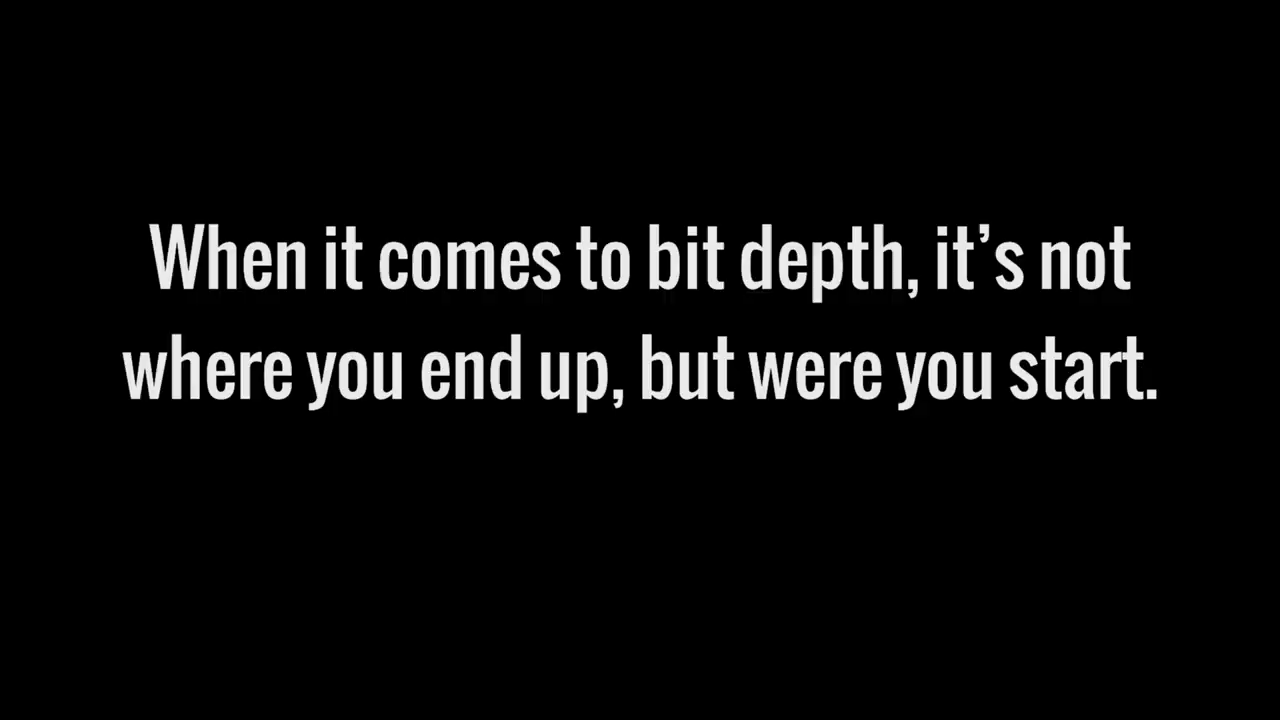 When it comes to bit depth, it’s not
where you end up, but were you start.